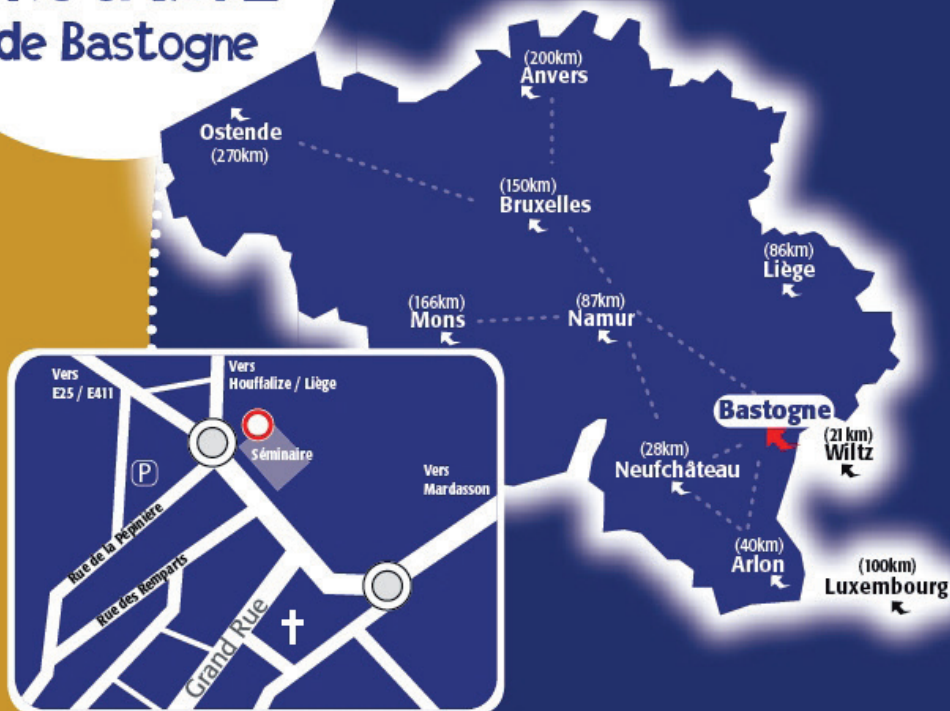 de Bastogne
(200km)
Anvers
Ostende
(270km)
(150km)
Bruxelles
(86km)
Liège
(166km)
Mons
(87km)
Namur
Bastogne
(21 km)
Wiltz
(28km)
Neufchâteau
(40km)
Arlon
(100km)
Luxembourg
Vers
E25 / E411
Vers
Houffalize / Liège
Séminaire
P
Vers
Mardasson
Rue de la Pépinière
Rue des Remparts
Grand Rue